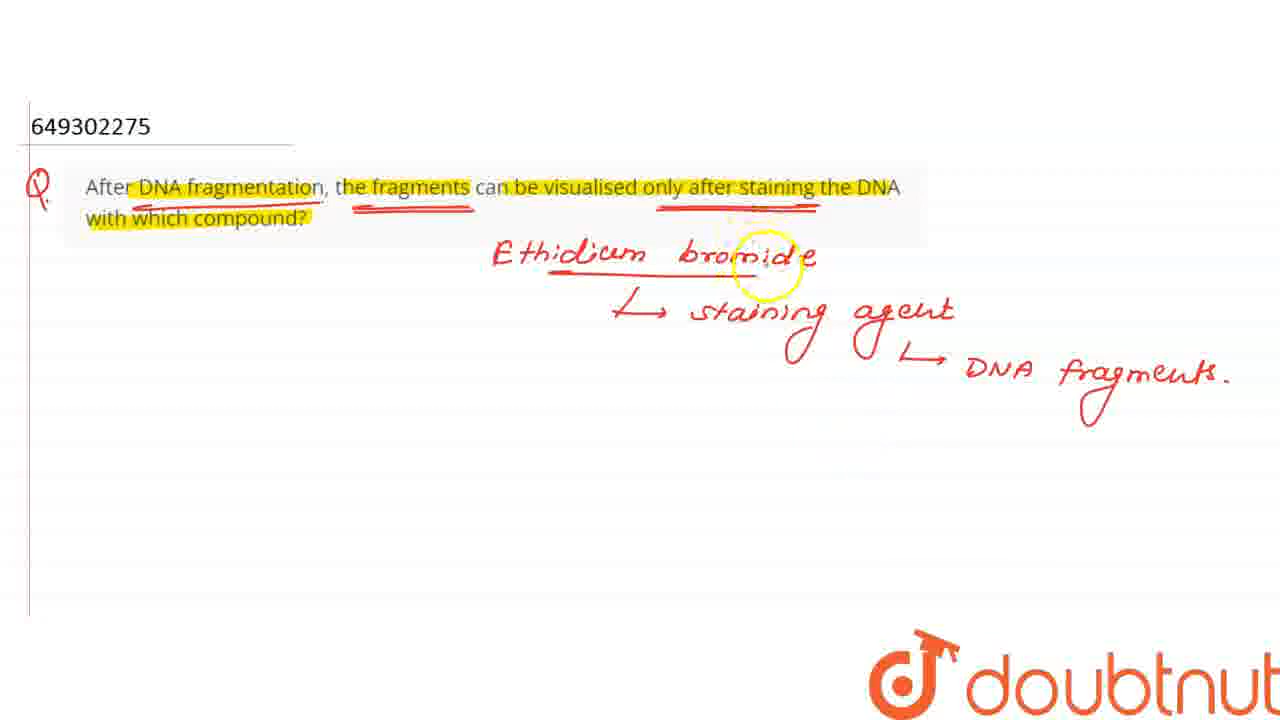 649302275
Q. After DNA fragmentation, the fragments can be visualised only after staining the DNA
with which compound?
Ethidium bromide
↳ staining agent
↳ DNA fragments.
doubtnut